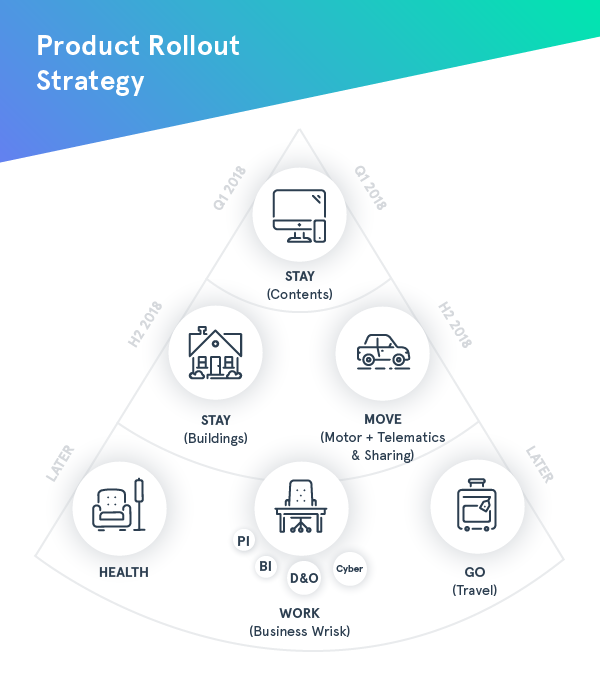 Product Rollout
Strategy
Q1 2018
Q1 2018
STAY
(Contents)
H2 2018
H2 2018
STAY
(Buildings)
MOVE
(Motor + Telematics
& Sharing)
LATER
LATER
HEALTH
PI
BI
D&O
Cyber
WORK
(Business Wrisk)
GO
(Travel)